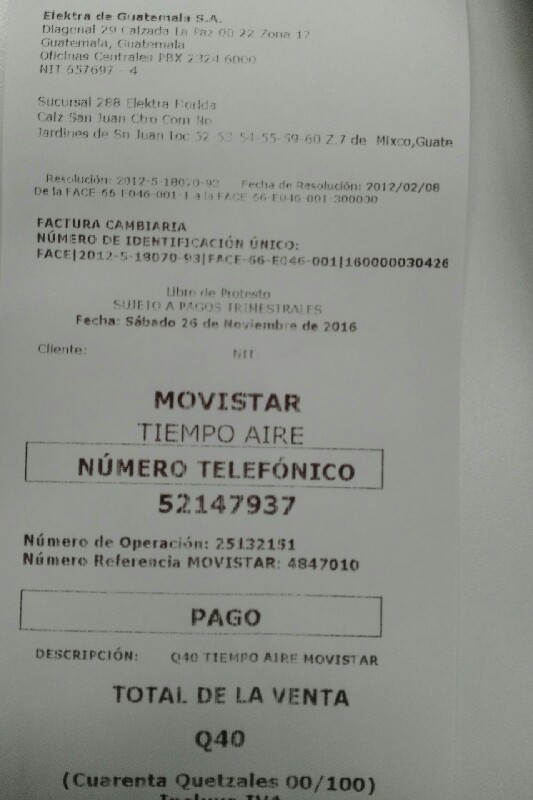 Elektra de Guatemala S.A.
Diagonal 29 Calzada La Paz 00 22 Zona 17
Guatemala, Guatemala
Oficinas Centrales PBX 2324 6000
NIT 657697 - 4
Sucursal 288 Elektra Florida
Calz San Juan Ctro Com No
Jardines de Sn Juan Loc 52-53-54-55-59-60 Z.7 de Mixco,Guate
Resolución: 2012-5-18070-93 Fecha de Resolución: 2012/02/08
De la FACE-66-E046-001-1 a la FACE-66-E046-001-300000
FACTURA CAMBIARIA
NÚMERO DE IDENTIFICACIÓN ÚNICO:
FACE|2012-5-18070-93|FACE-66-E046-001|160000030426
Libre de Protesto
SUJETO A PAGOS TRIMESTRALES
Fecha: Sábado 26 de Noviembre de 2016
Cliente: NIT
MOVISTAR
TIEMPO AIRE
NÚMERO TELEFÓNICO
52147937
Número de Operación: 25132151
Número Referencia MOVISTAR: 4847010
PAGO
DESCRIPCIÓN: Q40 TIEMPO AIRE MOVISTAR
TOTAL DE LA VENTA
Q40
(Cuarenta Quetzales 00/100)
Incluye IVA